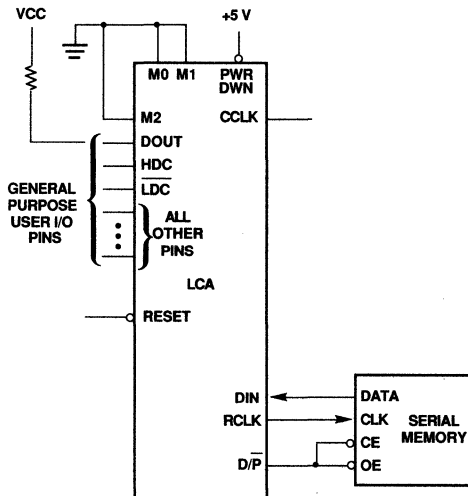 VCC
+5 V
M0 M1
PWR
DWN
M2
CCLK
DOUT
HDC
LDC
GENERAL
PURPOSE
USER I/O
PINS
ALL
OTHER
PINS
LCA
RESET
DIN
DATA
RCLK
CLK
SERIAL
MEMORY
CE
D/P
OE